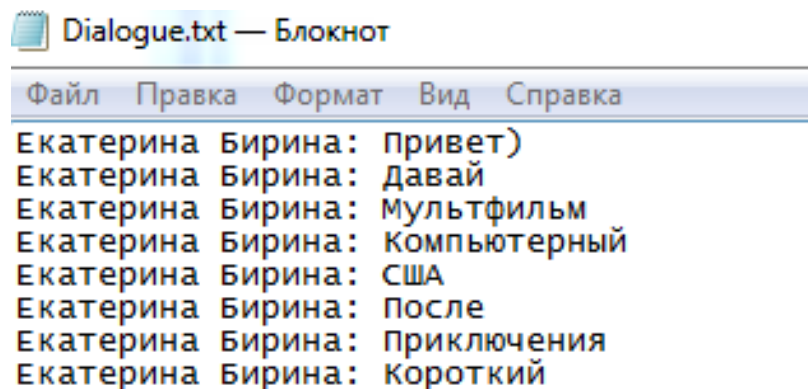 Dialogue.txt — Блокнот
Файл Правка Формат Вид Справка
Екатерина Бирина: Привет)
Екатерина Бирина: Давай
Екатерина Бирина: Мультфильм
Екатерина Бирина: Компьютерный
Екатерина Бирина: США
Екатерина Бирина: После
Екатерина Бирина: Приключения
Екатерина Бирина: Короткий